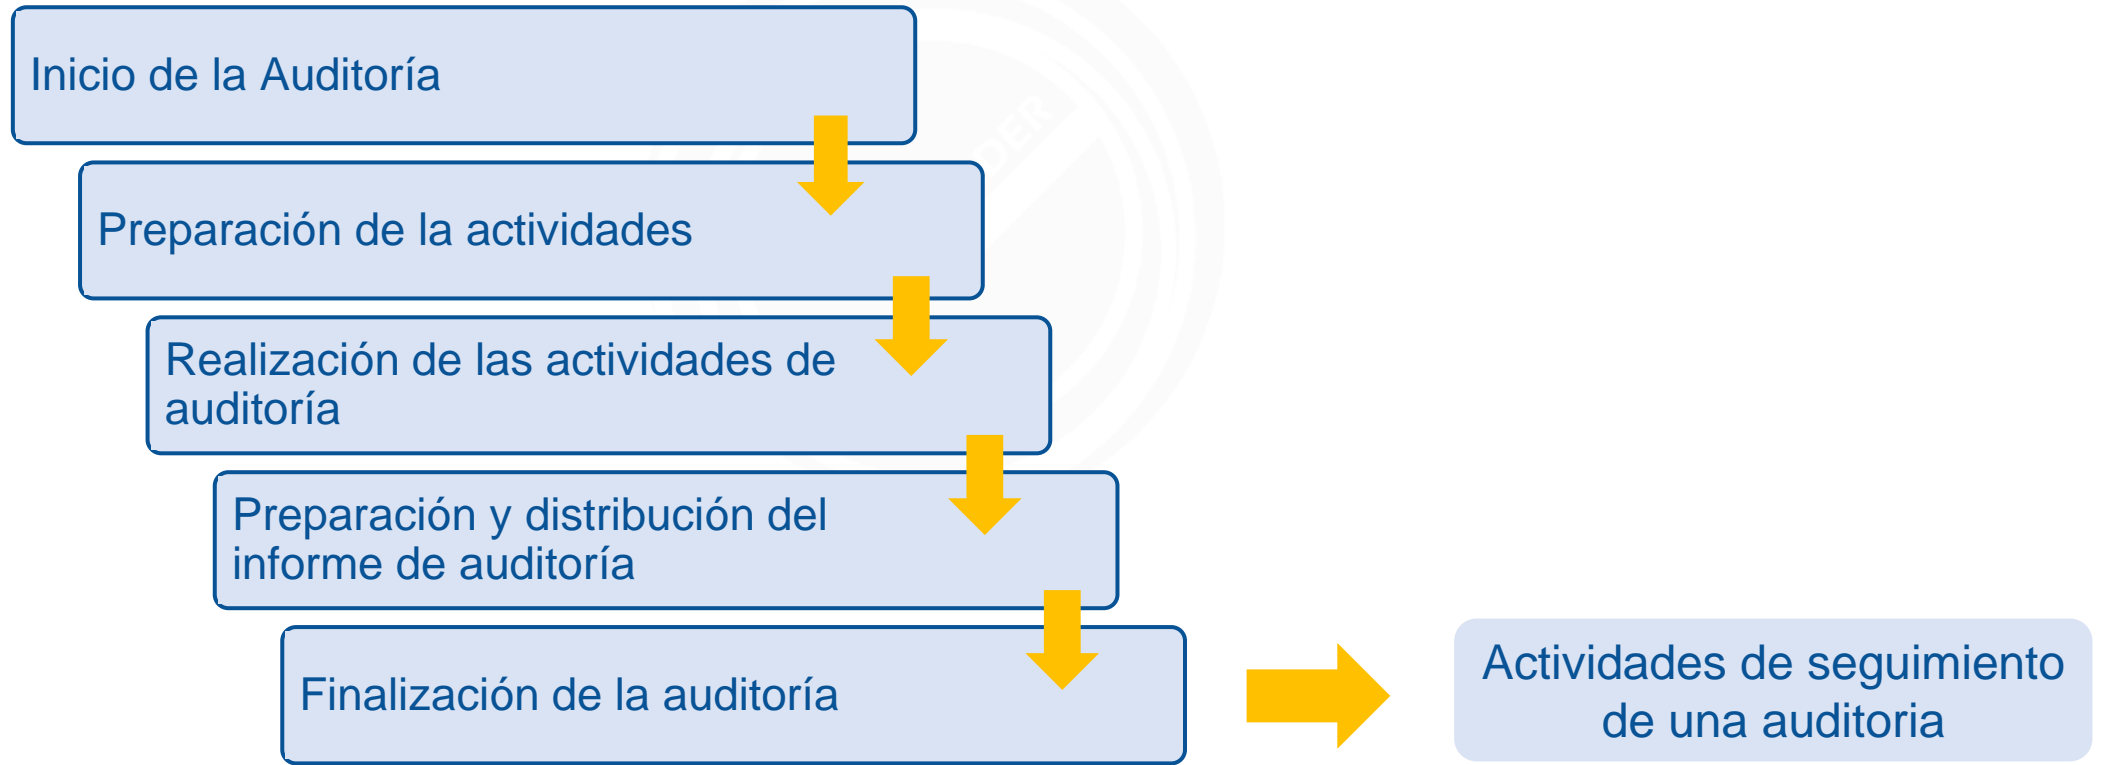 Inicio de la Auditoría
Preparación de la actividades
Realización de las actividades de
auditoría
Preparación y distribución del
informe de auditoría
Finalización de la auditoría
Actividades de seguimiento
de una auditoria